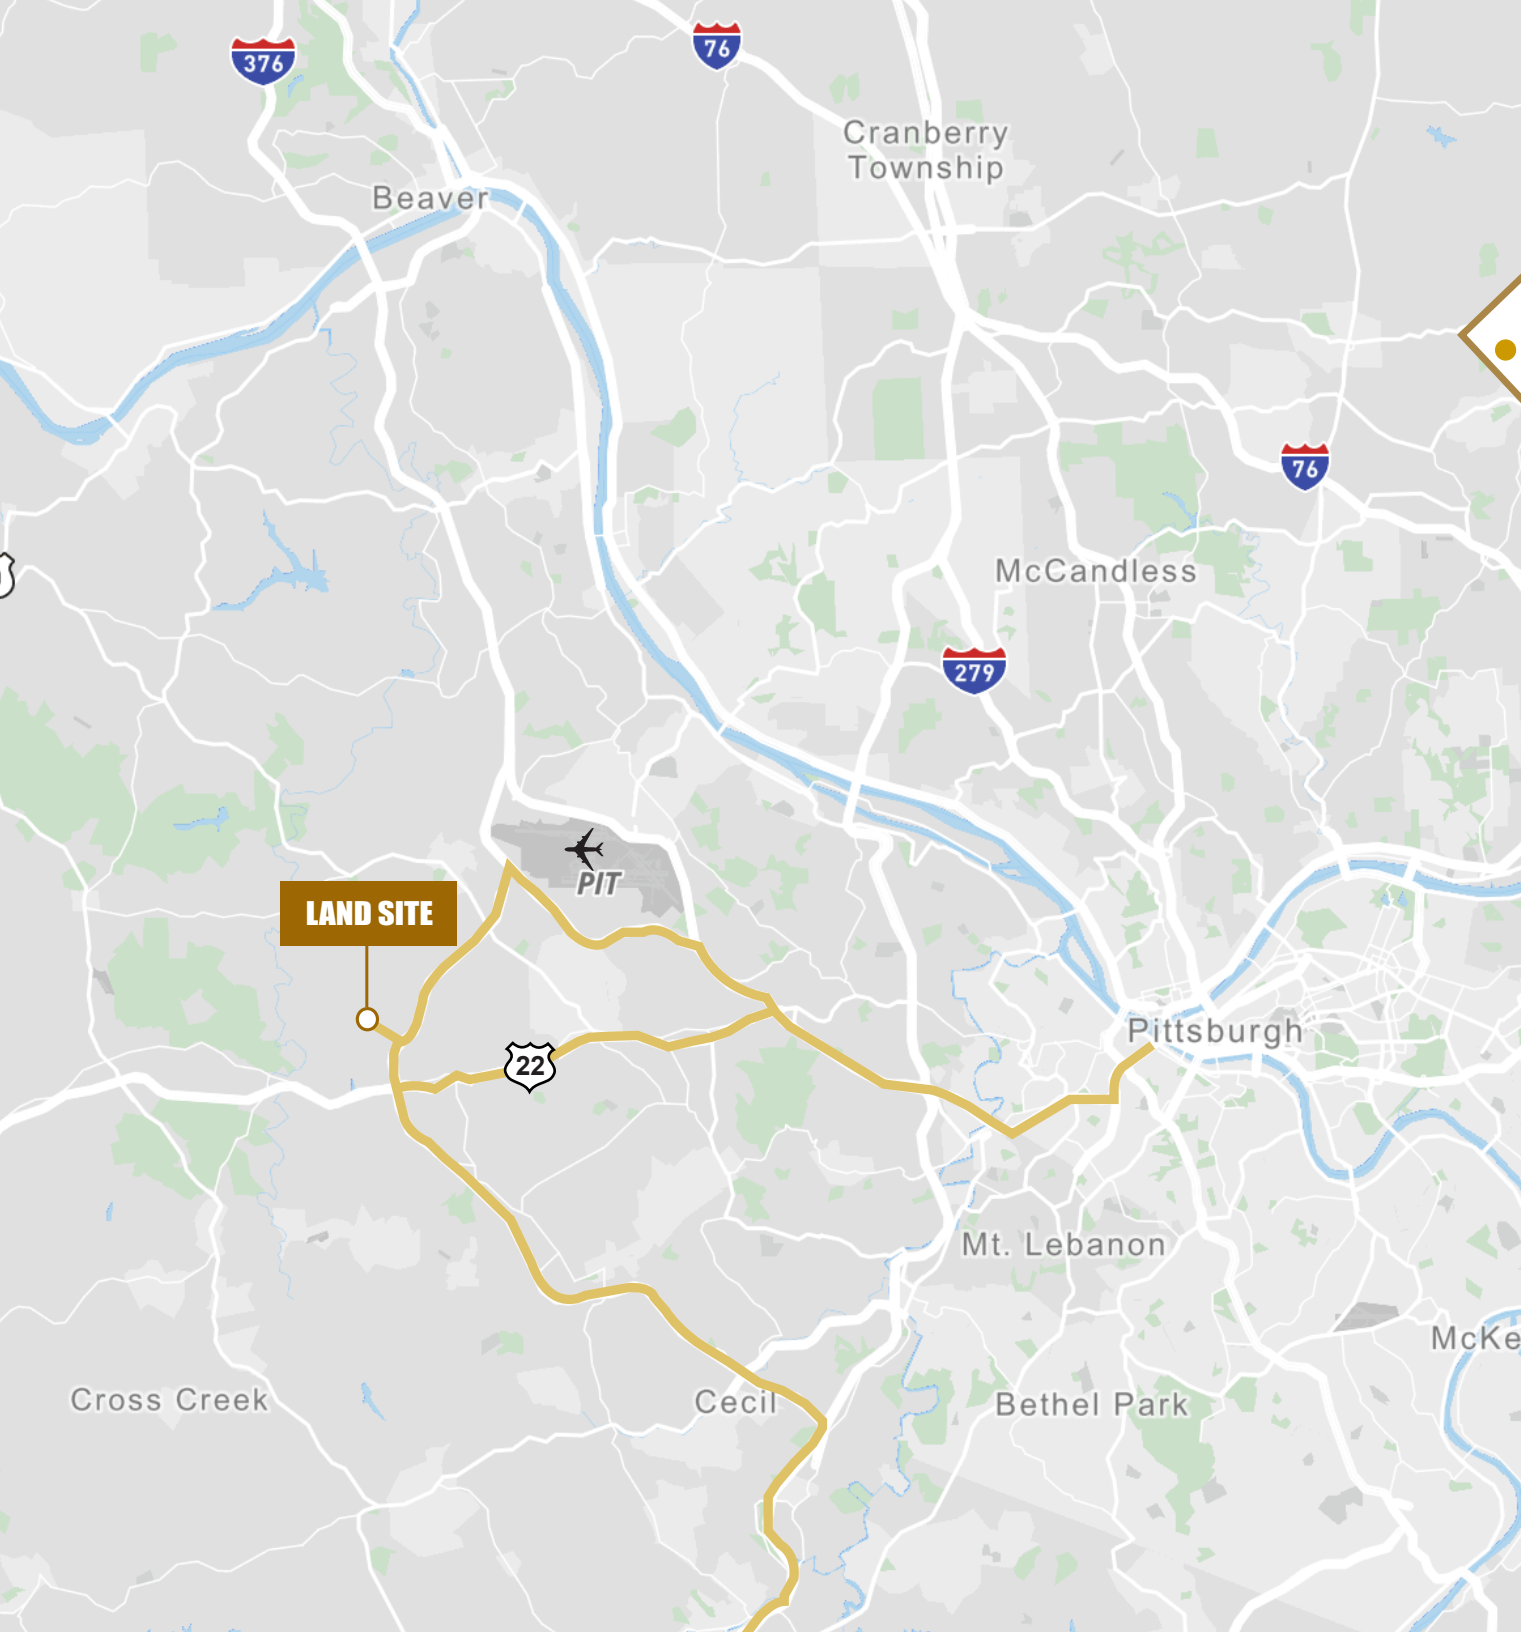 376
76
Cranberry
Township
Beaver
76
McCandless
279
PIT
LAND SITE
Pittsburgh
22
Mt. Lebanon
McKe
Cross Creek
Cecil
Bethel Park